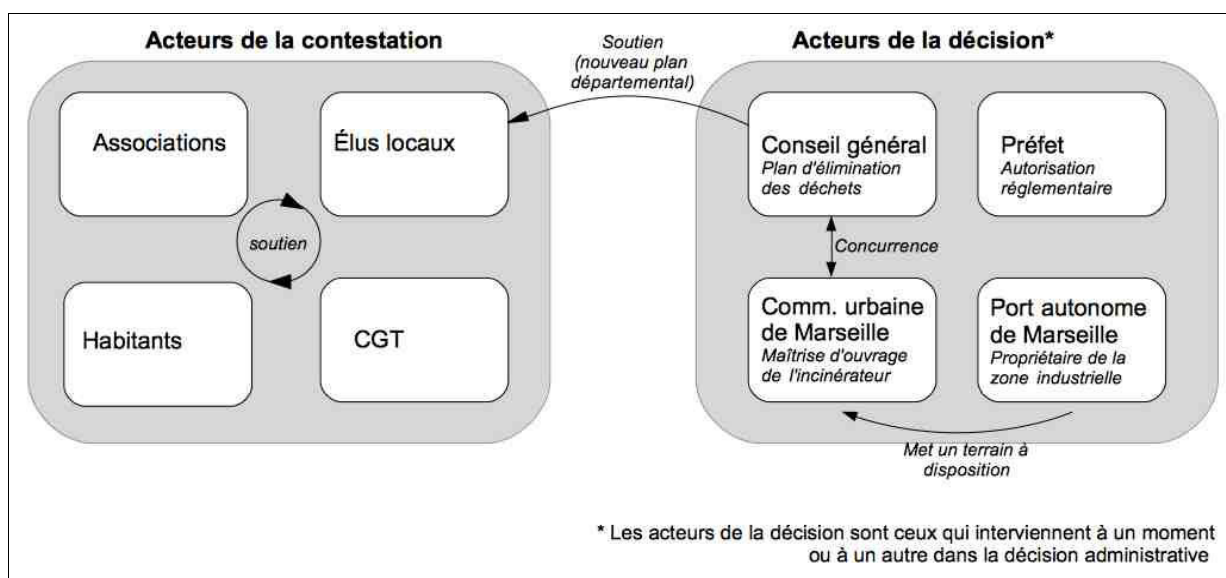 Acteurs de la contestation
Associations
Élus locaux
soutien
Habitants
CGT
Soutien
(nouveau plan
départemental)
Acteurs de la décision*
Conseil général
Plan d'élimination
des déchets
Préfet
Autorisation
réglementaire
Concurrence
Comm. urbaine
de Marseille
Maîtrise d'ouvrage
de l'incinérateur
Port autonome
de Marseille
Propriétaire de la
zone industrielle
Met un terrain à
disposition
* Les acteurs de la décision sont ceux qui interviennent à un moment
ou à un autre dans la décision administrative